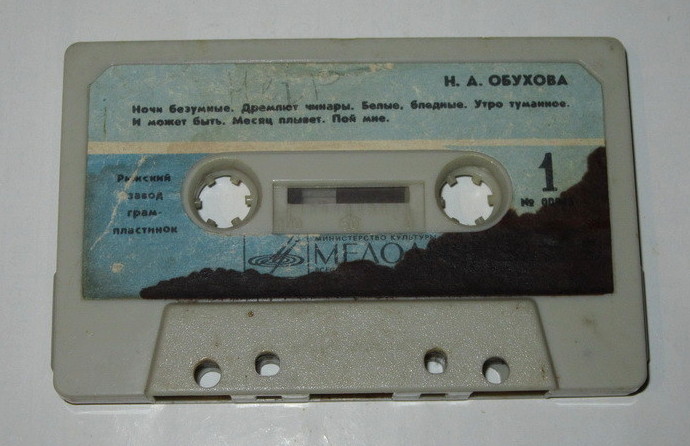 Н. А. ОБУХОВА
Ночи безумные. Дремлют чинары. Белые, бледные. Утро туманное.
И может быть. Месяц плывет. Пой мне.
Рижский
завод
грам-
пластинок
1
№
МИНИСТЕРСТВО КУЛЬТУРЫ